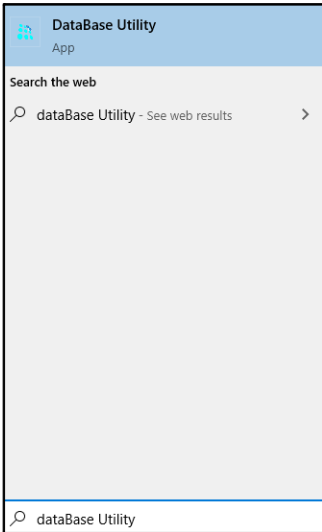 DataBase Utility
App
Search the web
dataBase Utility - See web results
dataBase Utility